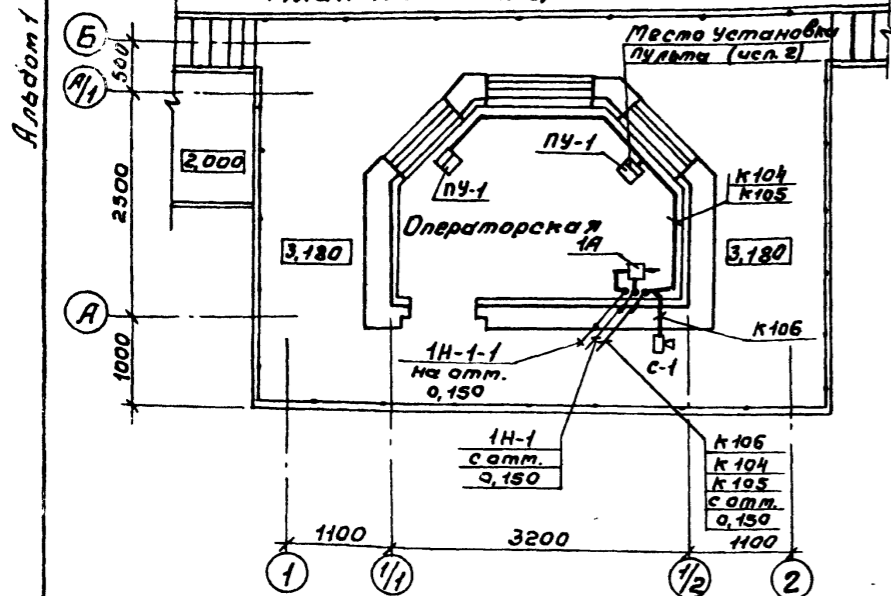 Альбом 1
Б
500
А/1
2500
А
1000
2,000
3,180
ПУ-1
Операторская
ПУ-1
Место установки
пульта (исп. 2)
К104
К105
3,180
1А
К106
С-1
1Н-1-1
на отм.
0,150
1Н-1
с отм.
0,150
К106
К104
К105
с отм.
0,150
1100
3200
1100
1
1/1
1/2
2